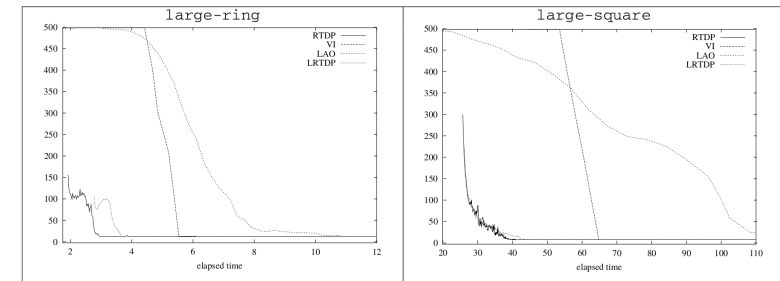 large-ring
500
450
400
350
300
250
200
150
100
50
0
RTDP
VI
LAO
LRTDP
2 4 6 8 10 12
elapsed time
large-square
500
450
400
350
300
250
200
150
100
50
0
RTDP
VI
LAO
LRTDP
20 30 40 50 60 70 80 90 100 110
elapsed time